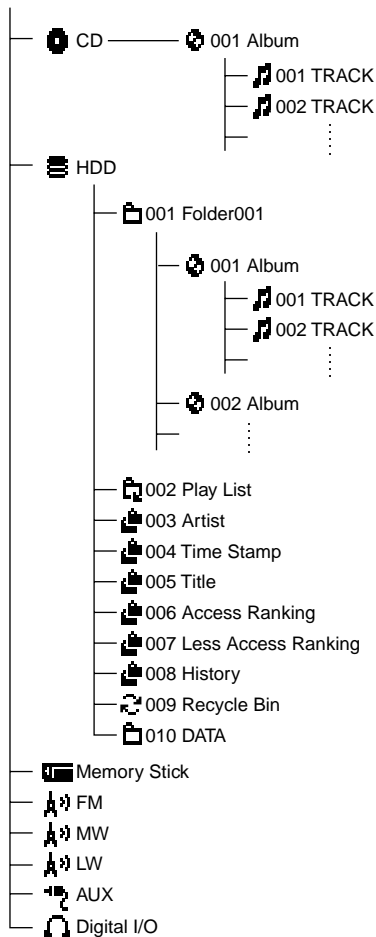 CD 001 Album
001 TRACK
002 TRACK
HDD
001 Folder001
001 Album
001 TRACK
002 TRACK
002 Album
002 Play List
003 Artist
004 Time Stamp
005 Title
006 Access Ranking
007 Less Access Ranking
008 History
009 Recycle Bin
010 DATA
Memory Stick
FM
MW
LW
AUX
Digital I/O